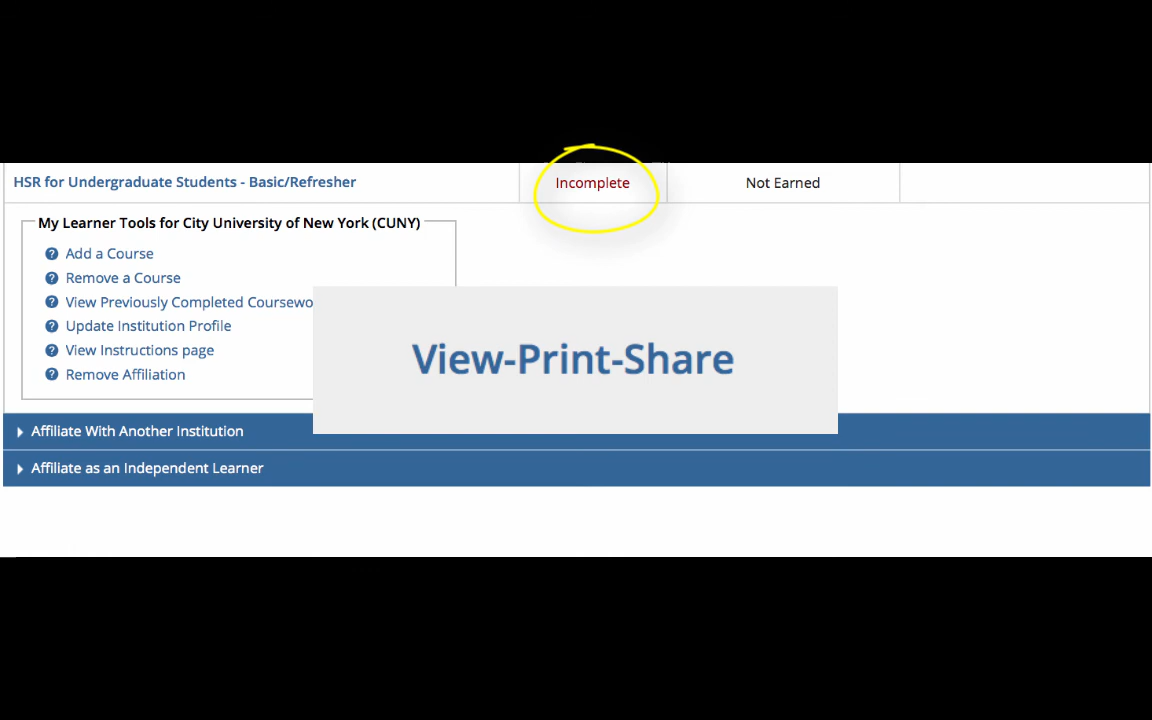 HSR for Undergraduate Students - Basic/Refresher Incomplete Not Earned
My Learner Tools for City University of New York (CUNY)
Add a Course
Remove a Course
View Previously Completed Coursewo
Update Institution Profile
View Instructions page
Remove Affiliation
View-Print-Share
Affiliate With Another Institution
Affiliate as an Independent Learner